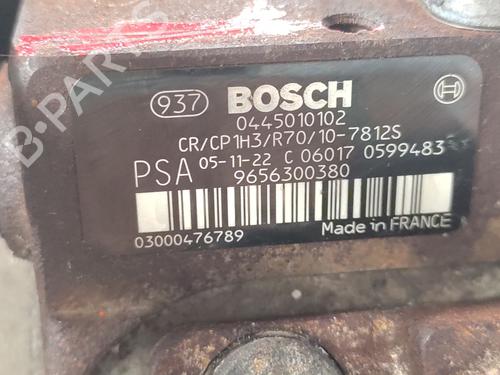 937 BOSCH
0445010102
CR/CP1H3/R70/10-7812S
PSA 05-11-22 C 06017 0599483
9656300380
03000476789 Made in FRANCE
B-PARTS